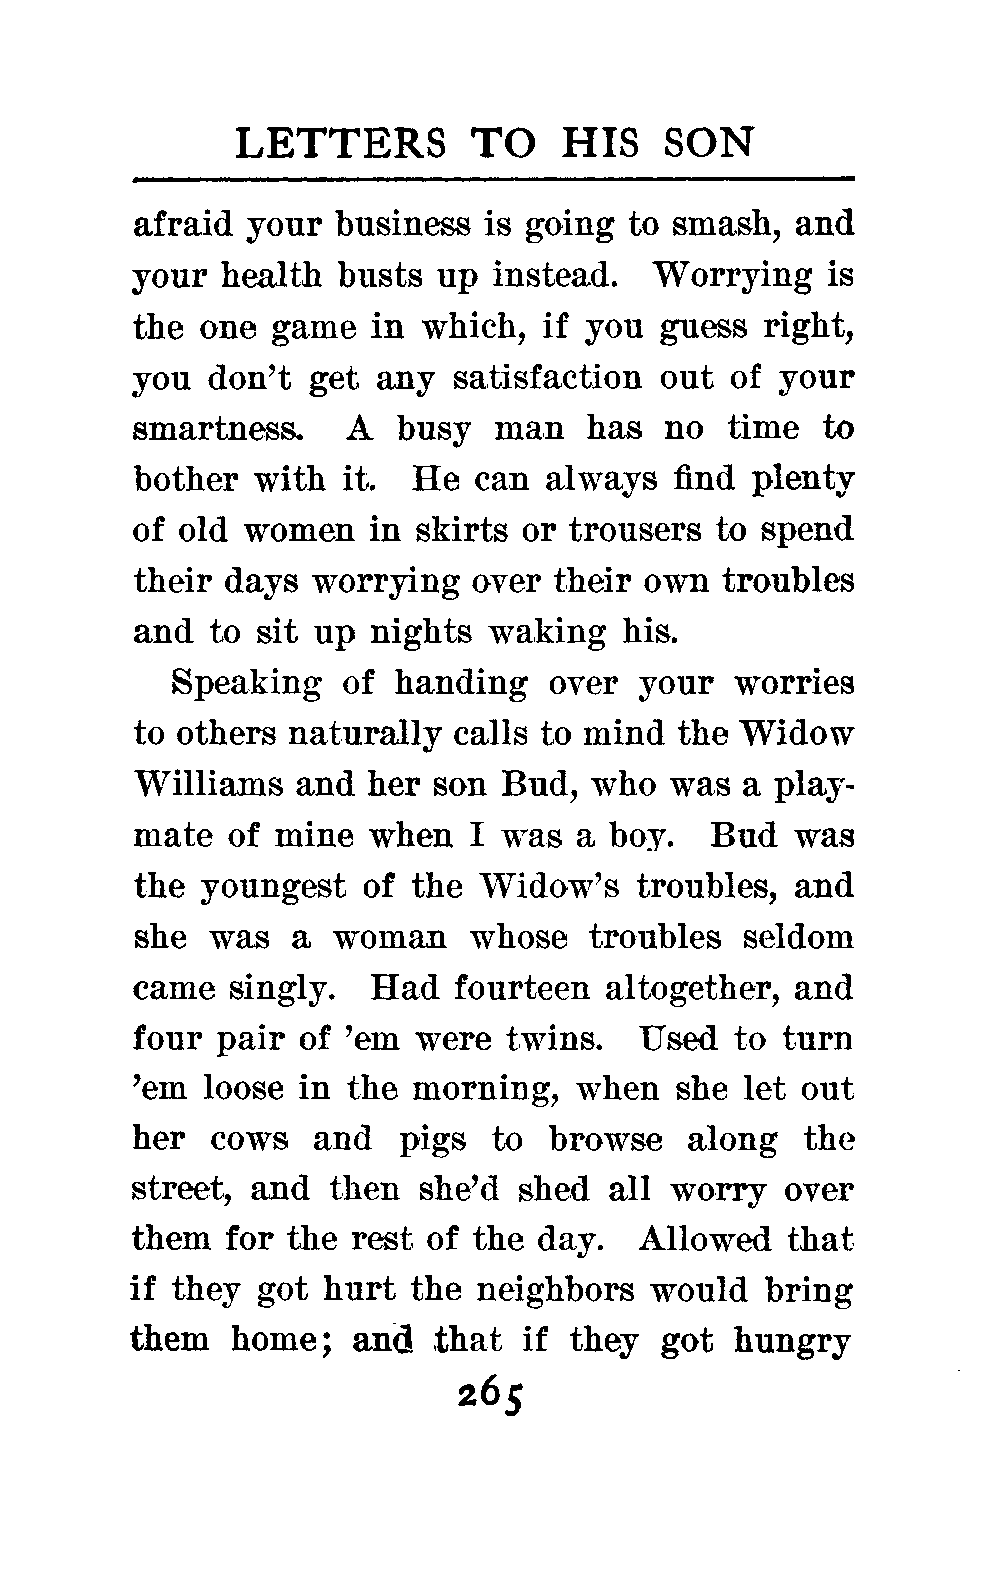 LETTERS TO HIS SON
afraid your business is going to smash, and
your health busts up instead. Worrying is
the one game in which, if you guess right,
you don't get any satisfaction out of your
smartness. A busy man has no time to
bother with it. He can always find plenty
of old women in skirts or trousers to spend
their days worrying over their own troubles
and to sit up nights waking his.
Speaking of handing over your worries
to others naturally calls to mind the Widow
Williams and her son Bud, who was a play-
mate of mine when I was a boy. Bud was
the youngest of the Widow's troubles, and
she was a woman whose troubles seldom
came singly. Had fourteen altogether, and
four pair of 'em were twins. Used to turn
'em loose in the morning, when she let out
her cows and pigs to browse along the
street, and then she'd shed all worry over
them for the rest of the day. Allowed that
if they got hurt the neighbors would bring
them home; and that if they got hungry
265